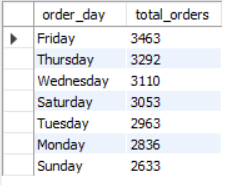 order_day total_orders
Friday 3463
Thursday 3292
Wednesday 3110
Saturday 3053
Tuesday 2963
Monday 2836
Sunday 2633